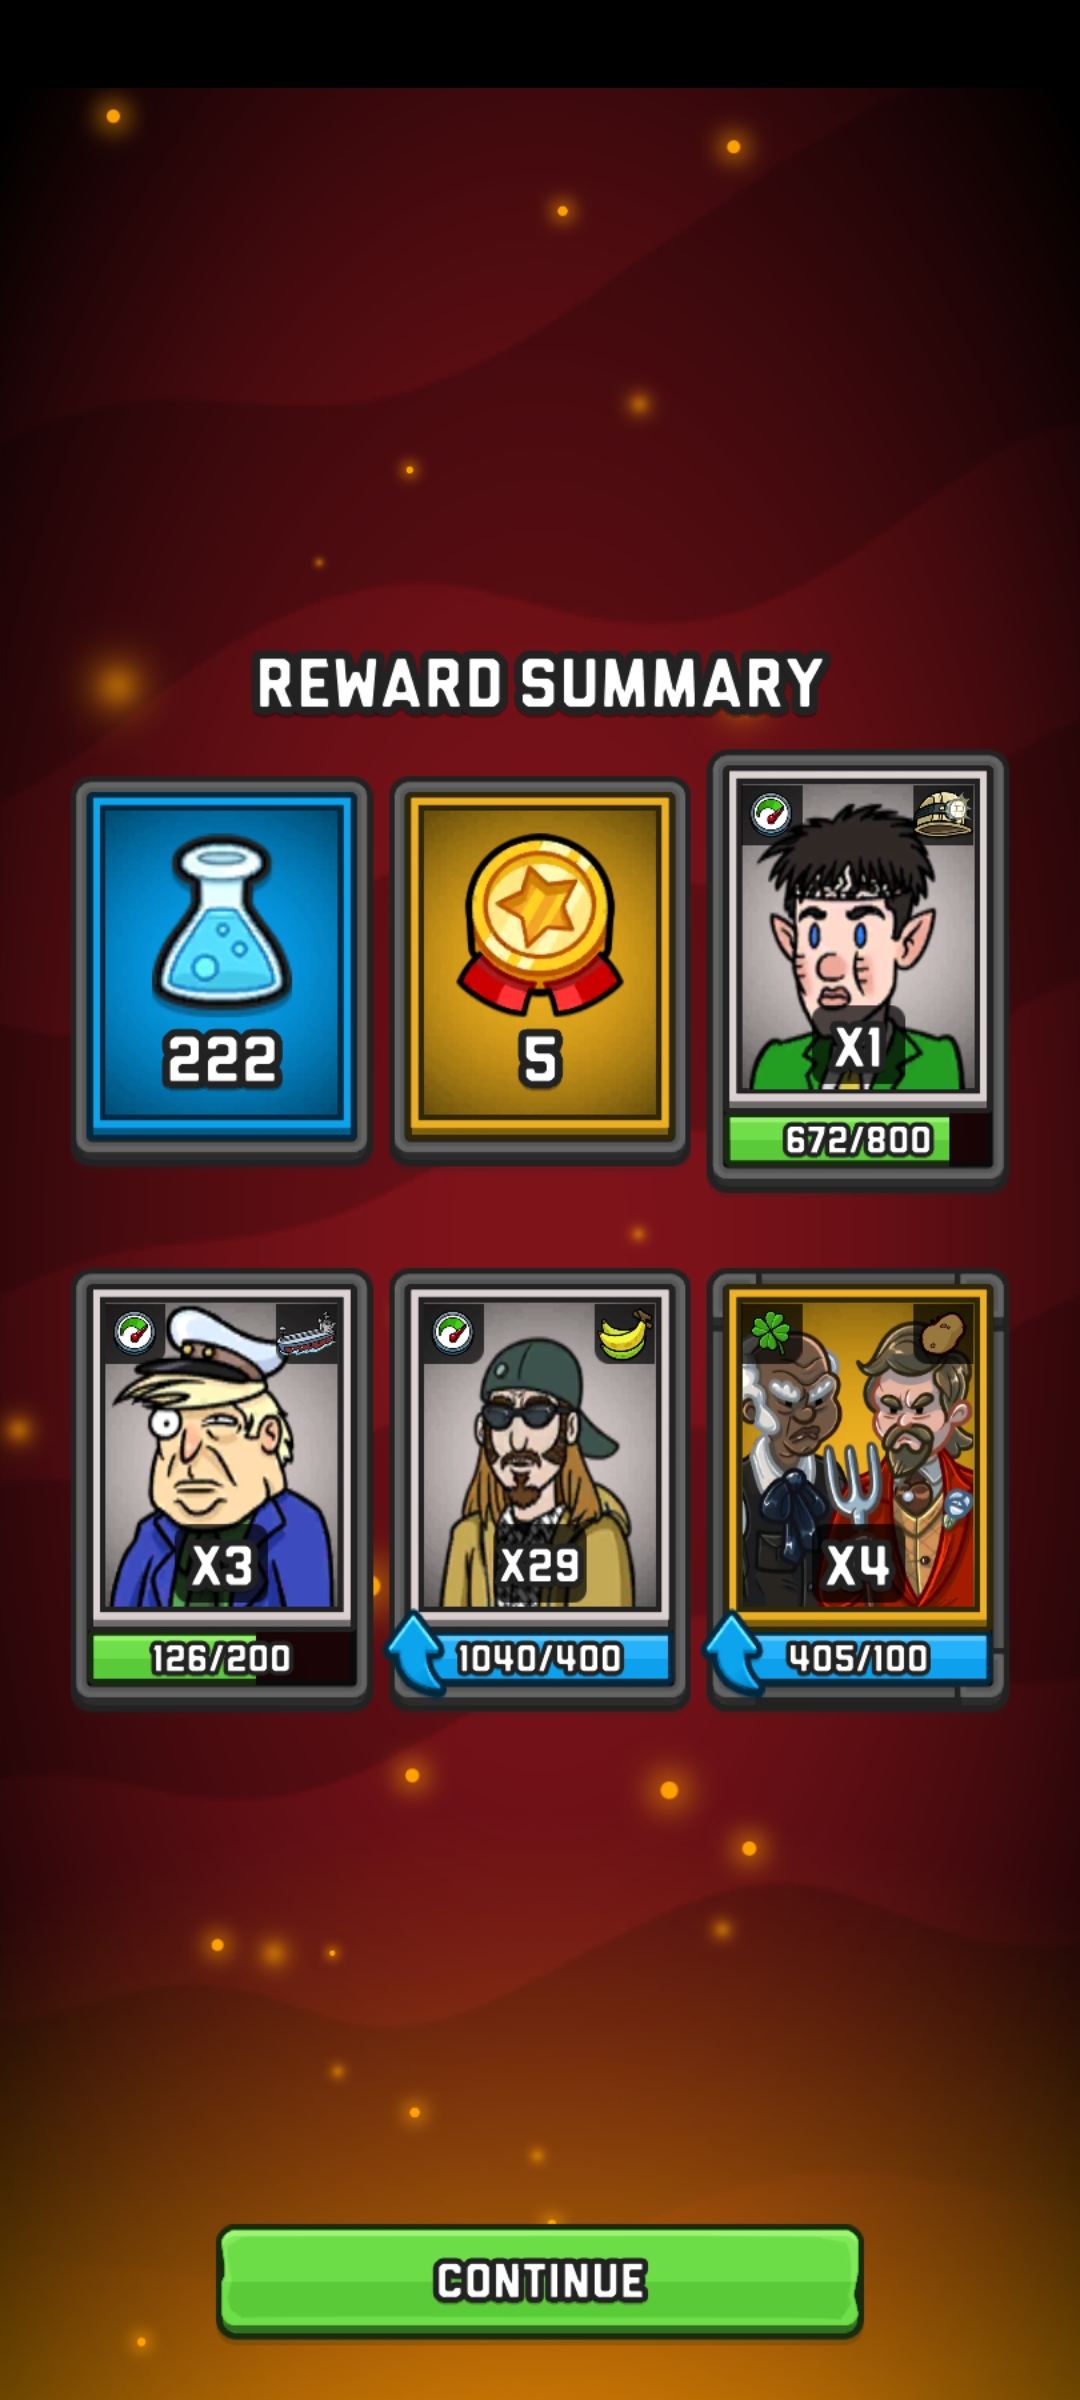 REWARD SUMMARY
222
5
X1
672/800
X3
126/200
X29
1040/400
X4
405/100
CONTINUE